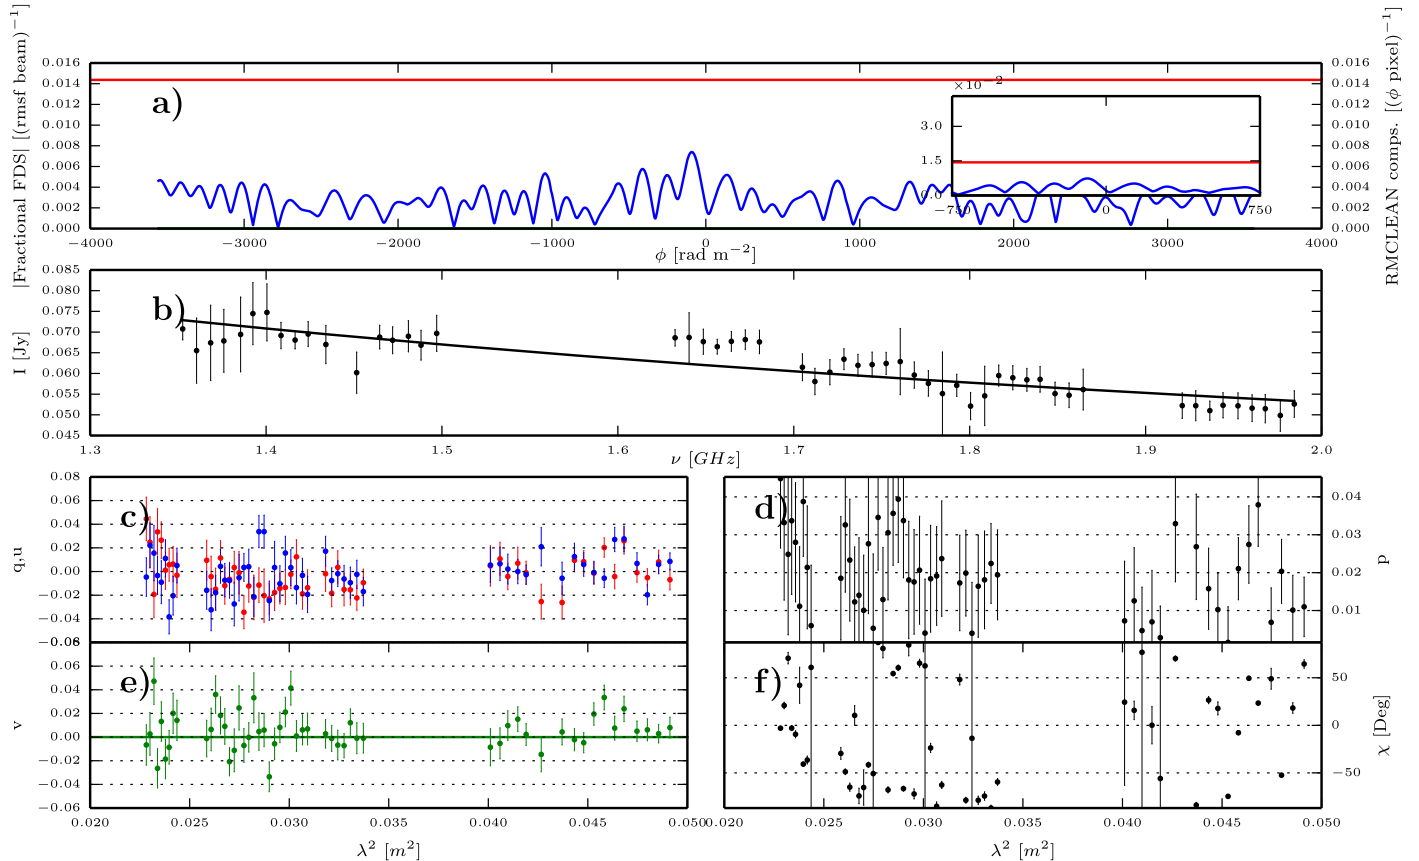 |Fractional FDS| [(rmsf beam)⁻¹]
RMCLEAN comps. [(ϕ pixel)⁻¹]
0.016 0.016
0.014 0.014
0.012 0.012
0.010 0.010
0.008 0.008
0.006 0.006
0.004 0.004
0.002 0.002
0.000 0.000
a)
×10⁻²
3.0
1.5
0.0
−750 0 750
−4000 −3000 −2000 −1000 0 1000 2000 3000 4000
ϕ [rad m⁻²]
I [Jy]
0.085
0.080
0.075
0.070
0.065
0.060
0.055
0.050
0.045
b)
1.3 1.4 1.5 1.6 1.7 1.8 1.9 2.0
ν [GHz]
q,u
0.08
0.06
0.04
0.02
0.00
−0.02
−0.04
−0.06
c)
d)
0.04
0.03
0.02
0.01
p
v
0.08
0.06
0.04
0.02
0.00
−0.02
−0.04
−0.06
e)
0.020 0.025 0.030 0.035 0.040 0.045 0.050
λ² [m²]
f)
50
0
−50
χ [Deg]
0.020 0.025 0.030 0.035 0.040 0.045 0.050
λ² [m²]